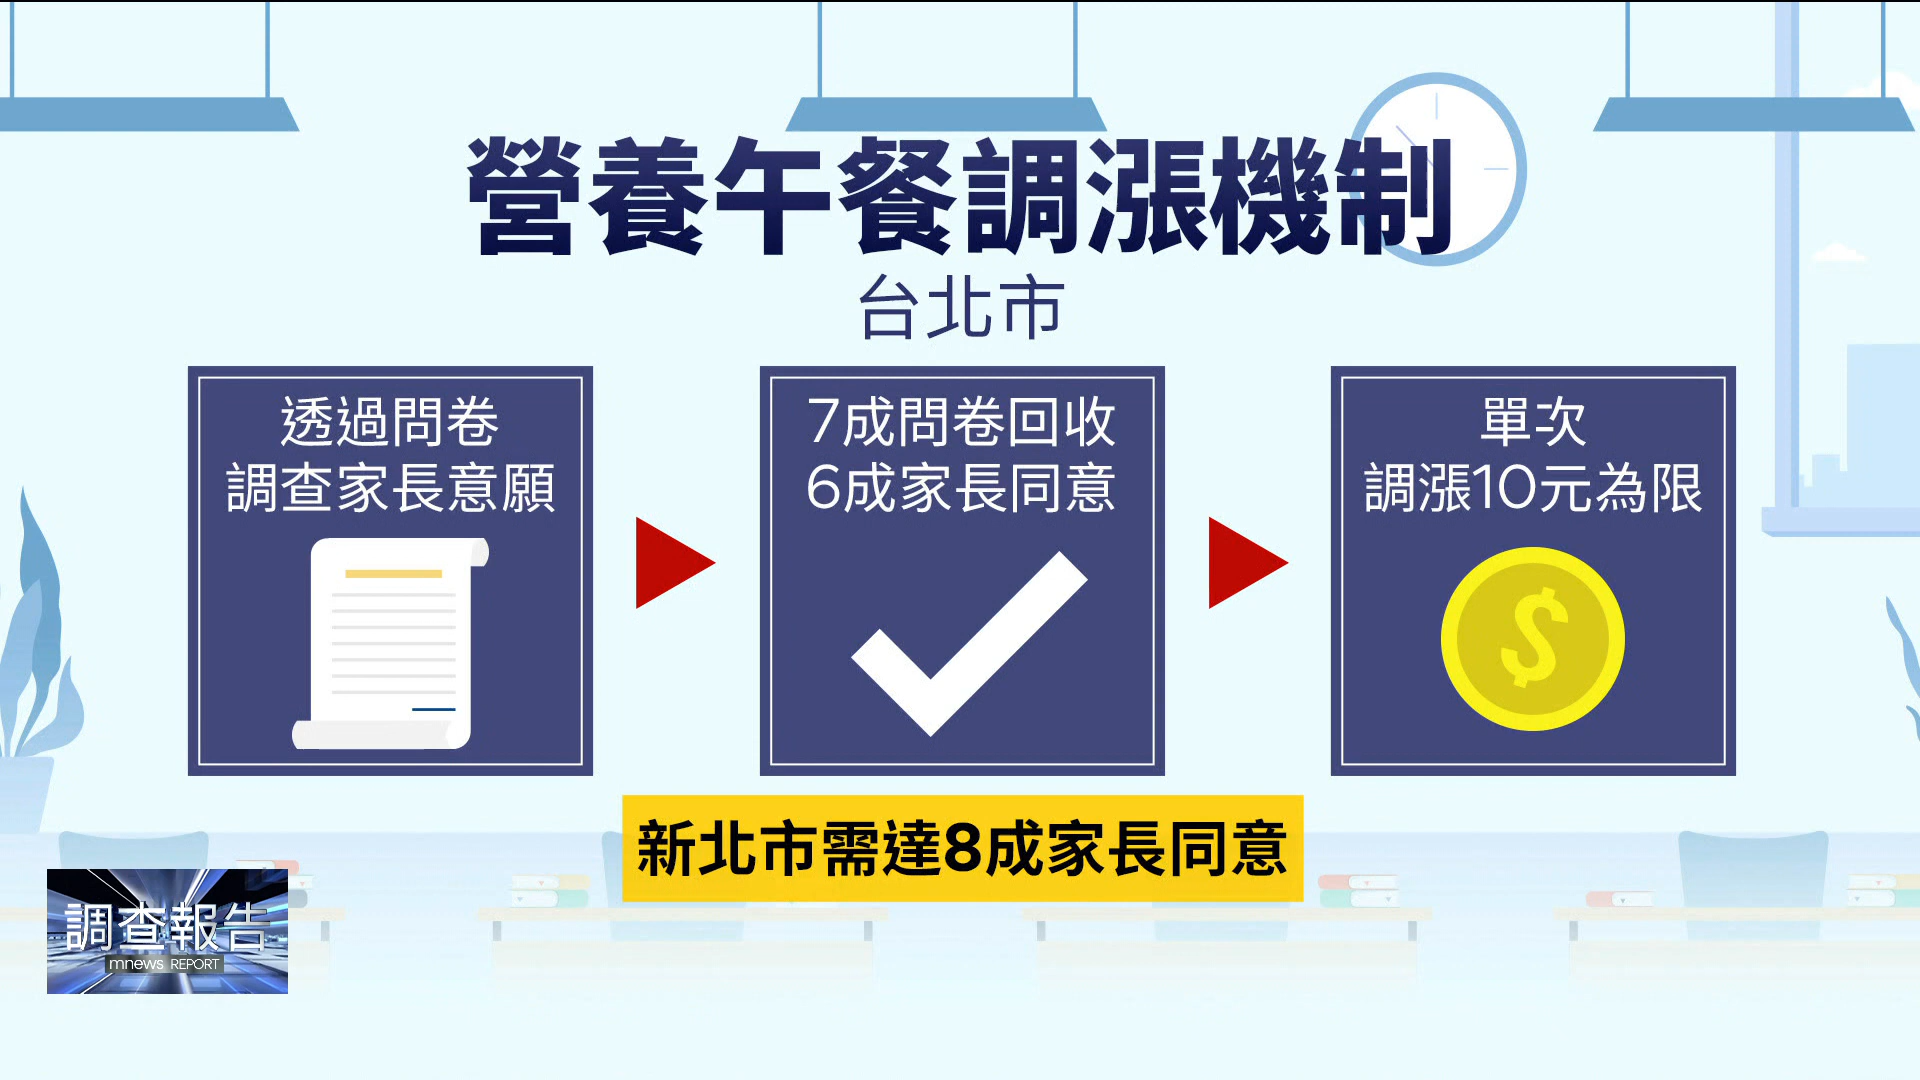 營養午餐調漲機制
台北市
透過問卷
調查家長意願
7成問卷回收
6成家長同意
單次
調漲10元為限
新北市需達8成家長同意
調查報告
mnews REPORT